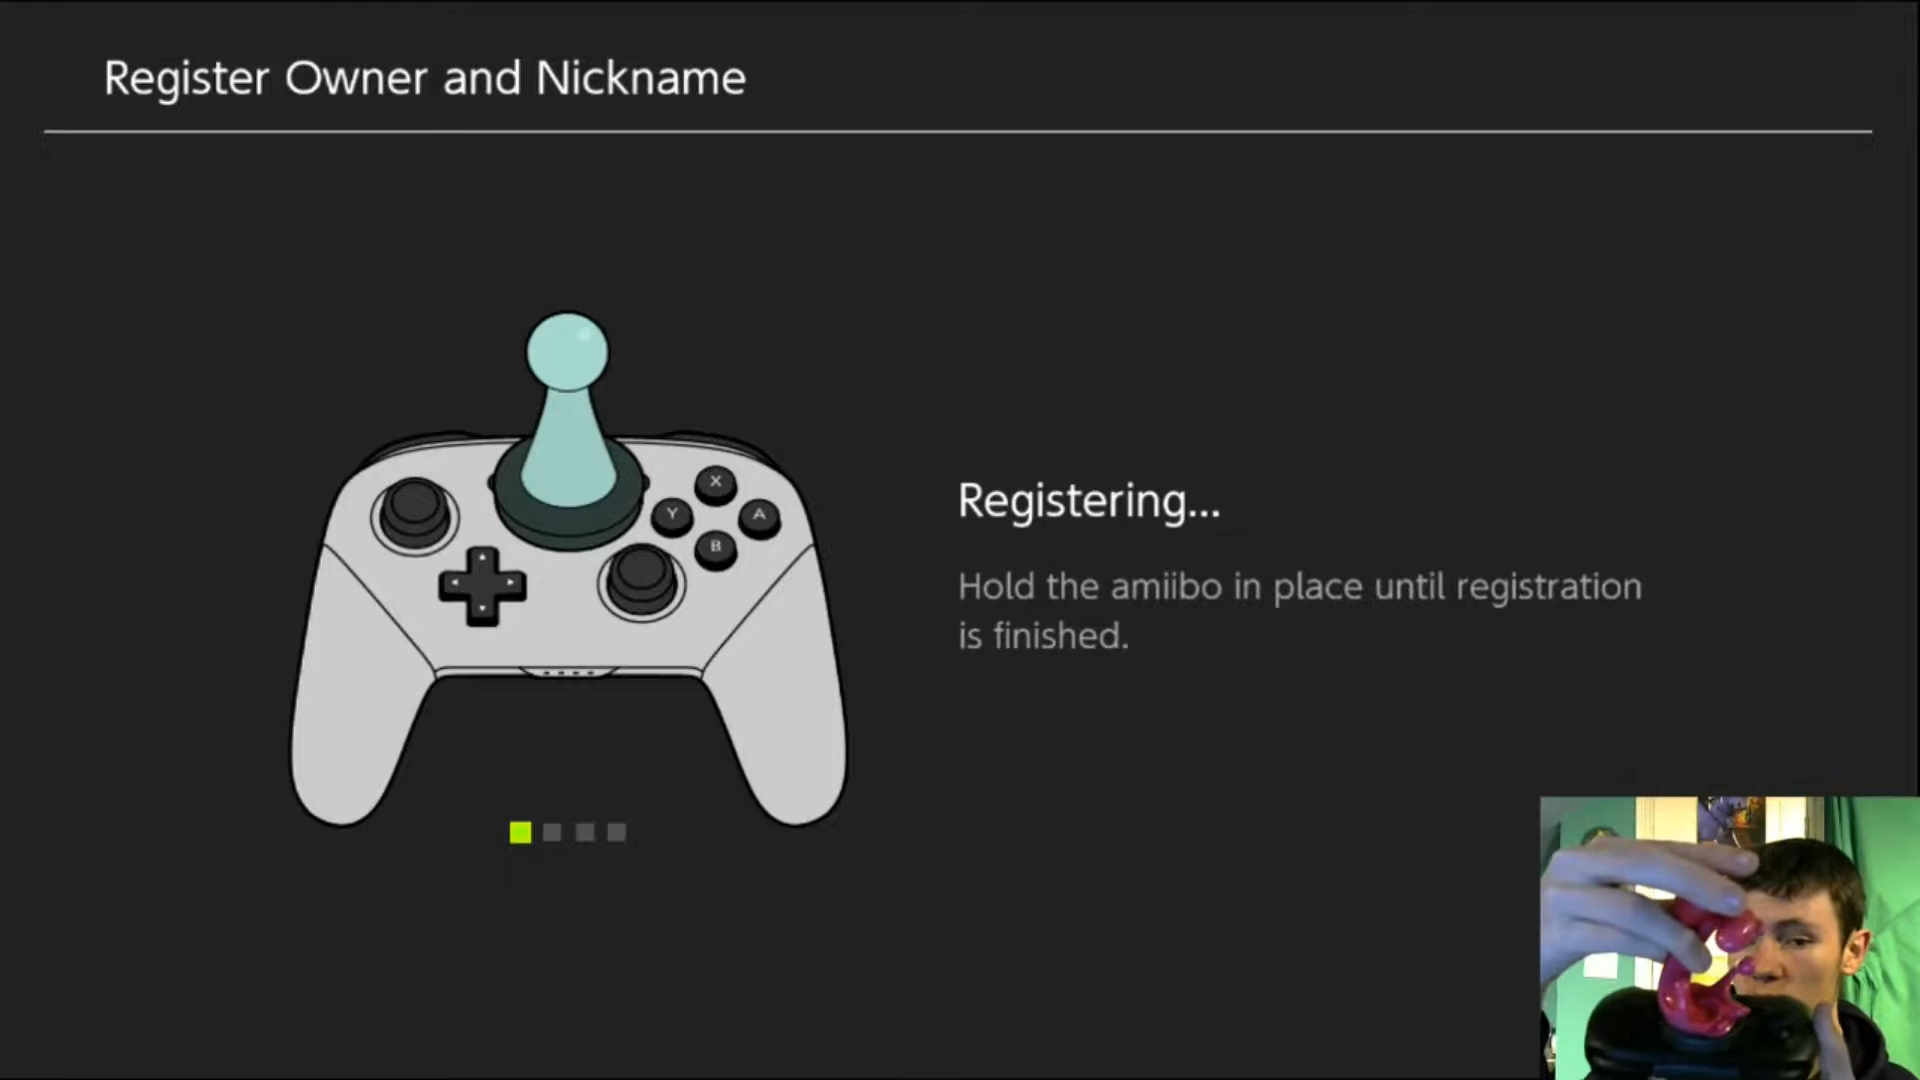 Register Owner and Nickname
X
Y
A
B
Registering...
Hold the amiibo in place until registration
is finished.